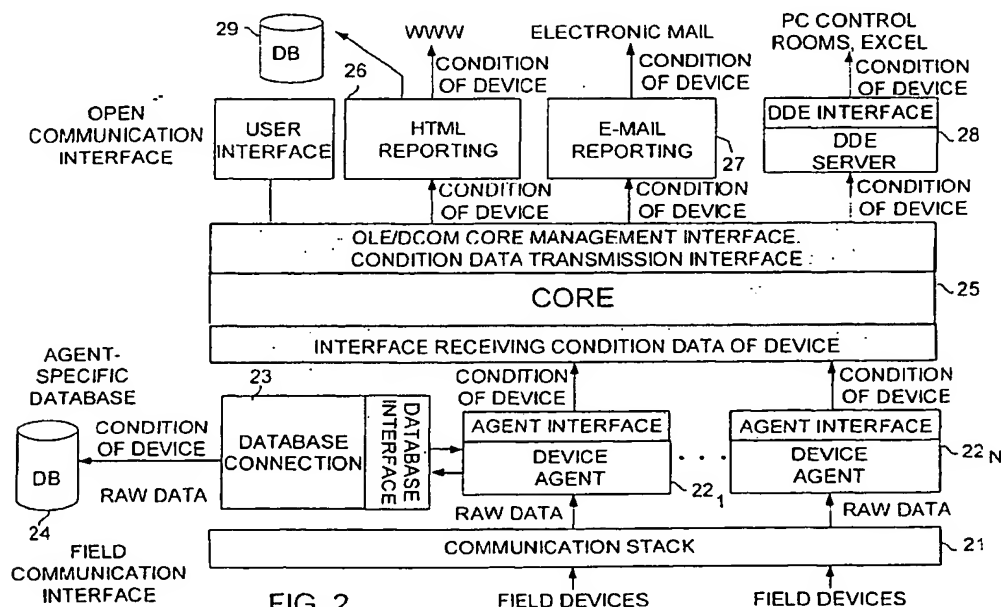 29
DB
WWW
ELECTRONIC MAIL
PC CONTROL
ROOMS, EXCEL
26
CONDITION
OF DEVICE
CONDITION
OF DEVICE
CONDITION
OF DEVICE
OPEN
COMMUNICATION
INTERFACE
USER
INTERFACE
HTML
REPORTING
E-MAIL
REPORTING
27
DDE INTERFACE
DDE
SERVER
28
CONDITION
OF DEVICE
CONDITION
OF DEVICE
CONDITION
OF DEVICE
OLE/DCOM CORE MANAGEMENT INTERFACE.
CONDITION DATA TRANSMISSION INTERFACE
CORE
25
INTERFACE RECEIVING CONDITION DATA OF DEVICE
AGENT-
SPECIFIC
DATABASE
CONDITION
OF DEVICE
DB
RAW DATA
24
23
DATABASE
CONNECTION
DATABASE
INTERFACE
CONDITION
OF DEVICE
AGENT INTERFACE
DEVICE
AGENT
22 1
RAW DATA
. . .
CONDITION
OF DEVICE
AGENT INTERFACE
DEVICE
AGENT
22 N
RAW DATA
COMMUNICATION STACK
21
FIELD
COMMUNICATION
INTERFACE
FIG. 2
FIELD DEVICES
FIELD DEVICES